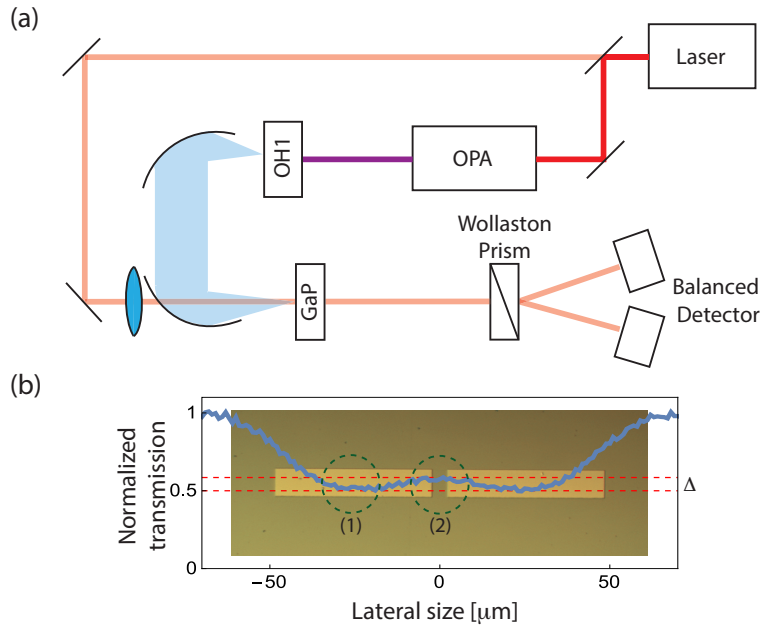 (a)
Laser
OH1
OPA
Wollaston
Prism
GaP
Balanced
Detector
(b)
Normalized
transmission
1
0.5
0
Δ
(1)
(2)
−50
0
50
Lateral size [μm]